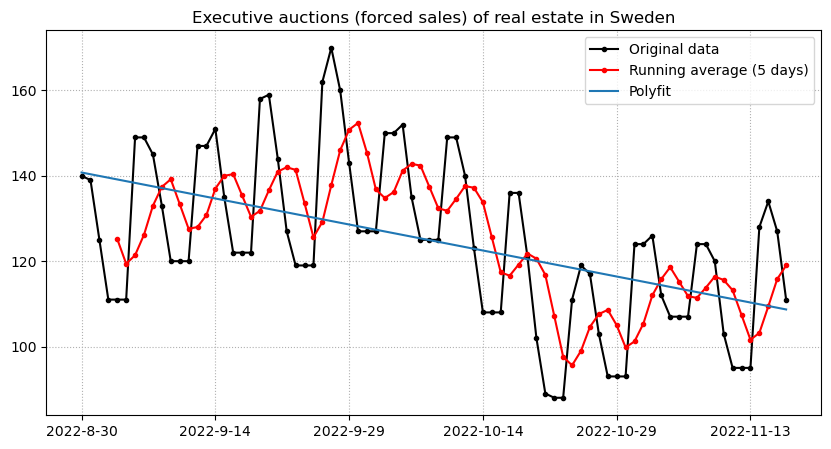 Executive auctions (forced sales) of real estate in Sweden
Original data
Running average (5 days)
Polyfit
160
140
120
100
2022-8-30
2022-9-14
2022-9-29
2022-10-14
2022-10-29
2022-11-13